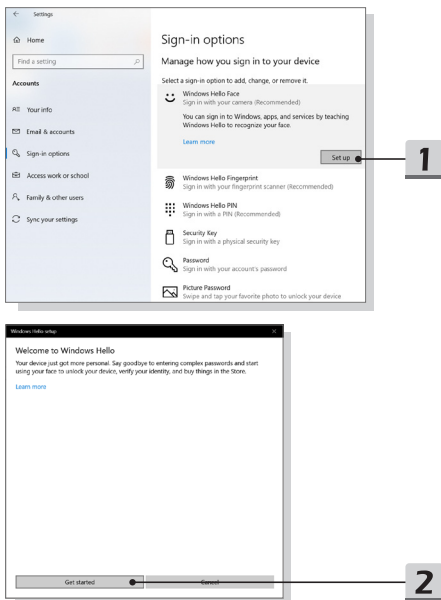 Settings
Home
Find a setting
Accounts
Your info
Email & accounts
Sign-in options
Access work or school
Family & other users
Sync your settings
Sign-in options
Manage how you sign in to your device
Select a sign-in option to add, change, or remove it.
Windows Hello Face
Sign in with your camera (Recommended)
You can sign in to Windows, apps, and services by teaching
Windows Hello to recognize your face.
Learn more
Set up
1
Windows Hello Fingerprint
Sign in with your fingerprint scanner (Recommended)
Windows Hello PIN
Sign in with a PIN (Recommended)
Security Key
Sign in with a physical security key
Password
Sign in with your account's password
Picture Password
Swipe and tap your favorite photo to unlock your device
Windows Hello setup
Welcome to Windows Hello
Your device just got more personal. Say goodbye to entering complex passwords and start
using your face to unlock your device, verify your identity, and buy things in the Store.
Learn more
Get started
Cancel
2